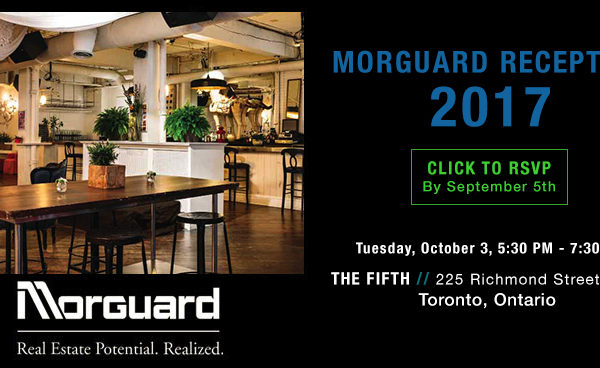 MORGUARD RECEPT
2017
CLICK TO RSVP
By September 5th
Tuesday, October 3, 5:30 PM - 7:30
THE FIFTH // 225 Richmond Street
Toronto, Ontario
Morguard
Real Estate Potential. Realized.